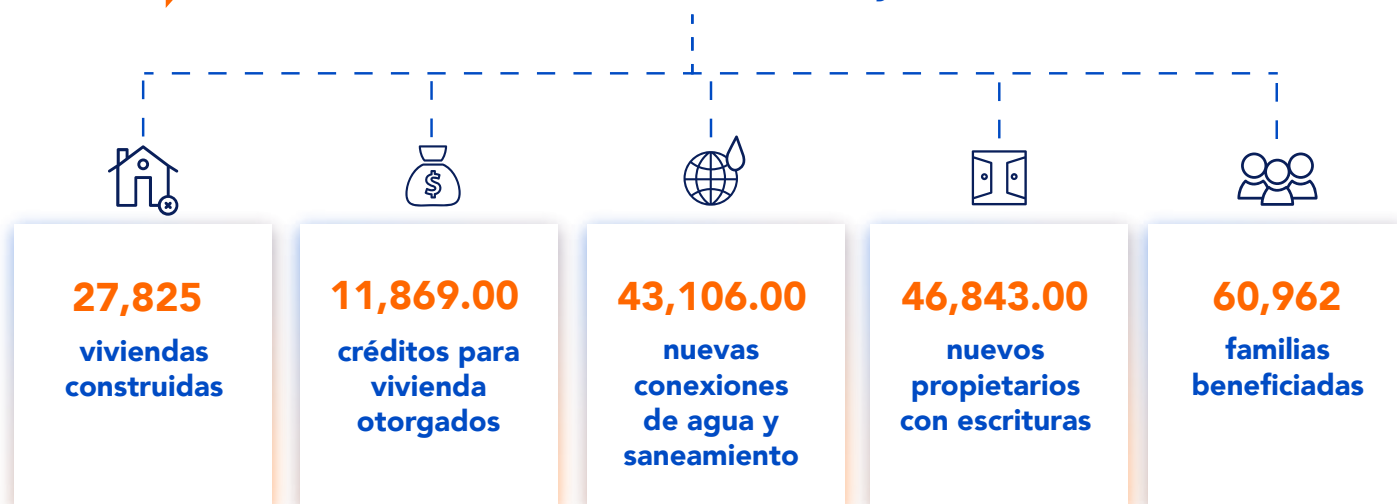 27,825
viviendas
construidas
11,869.00
créditos para
vivienda
otorgados
43,106.00
nuevas
conexiones
de agua y
saneamiento
46,843.00
nuevos
propietarios
con escrituras
60,962
familias
beneficiadas